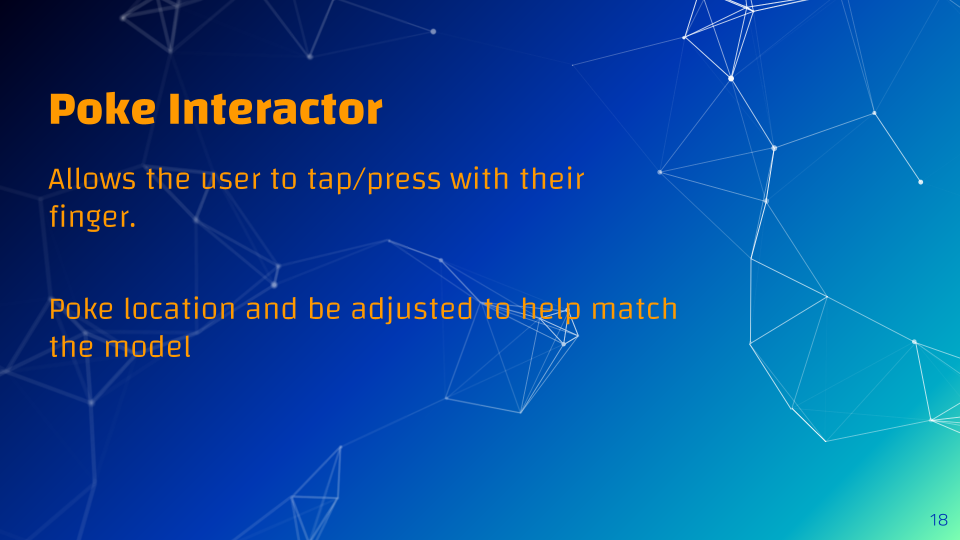 Poke Interactor
Allows the user to tap/press with their
finger.
Poke location and be adjusted to help match
the model
18